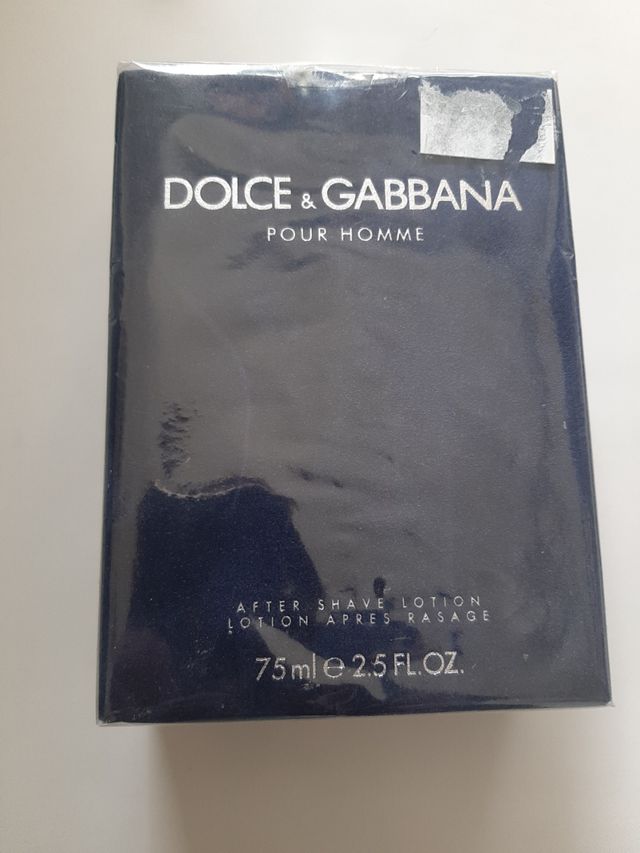 DOLCE & GABBANA
POUR HOMME
AFTER SHAVE LOTION
LOTION APRES RASAGE
75ml ℮ 2.5 FL.OZ.